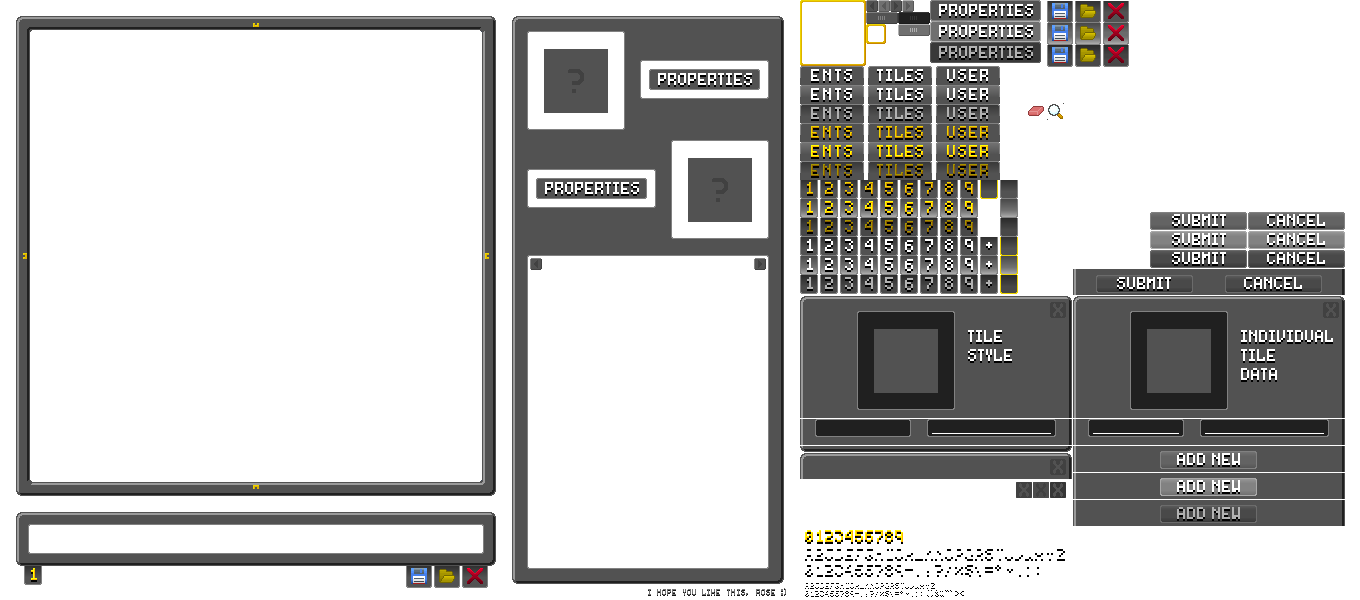 PROPERTIES
PROPERTIES
1
I HOPE YOU LIKE THIS, ROSE :)
PROPERTIES
PROPERTIES
PROPERTIES
ENTS TILES USER
ENTS TILES USER
ENTS TILES USER
ENTS TILES USER
ENTS TILES USER
ENTS TILES USER
1 2 3 4 5 6 7 8 9
1 2 3 4 5 6 7 8 9
1 2 3 4 5 6 7 8 9
1 2 3 4 5 6 7 8 9 +
1 2 3 4 5 6 7 8 9 +
1 2 3 4 5 6 7 8 9 +
SUBMIT CANCEL
SUBMIT CANCEL
SUBMIT CANCEL
SUBMIT CANCEL
TILE
STYLE
INDIVIDUAL
TILE
DATA
ADD NEW
ADD NEW
ADD NEW
0123456789